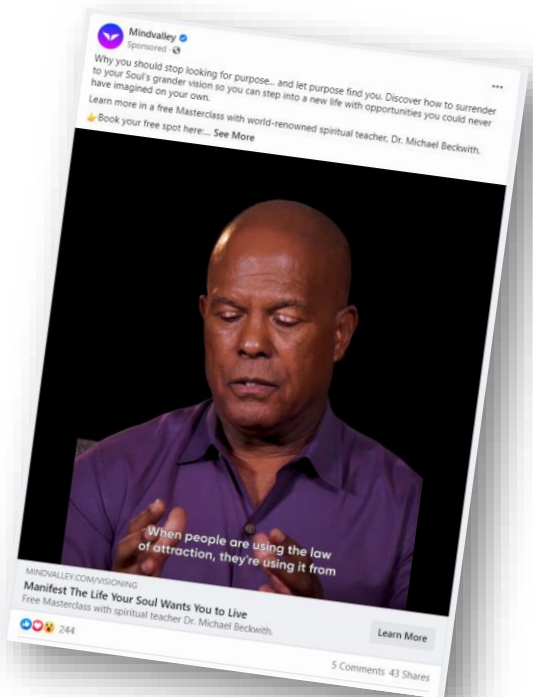 Mindvalley
Sponsored ·
Why you should stop looking for purpose... and let purpose find you. Discover how to surrender
to your Soul's grander vision so you can step into a new life with opportunities you could never
have imagined on your own.
Learn more in a free Masterclass with world-renowned spiritual teacher, Dr. Michael Beckwith.
👉Book your free spot here:... See More
When people are using the law
of attraction, they're using it from
MINDVALLEY.COM/VISIONING
Manifest The Life Your Soul Wants You to Live
Free Masterclass with spiritual teacher Dr. Michael Beckwith.
Learn More
244
5 Comments 43 Shares